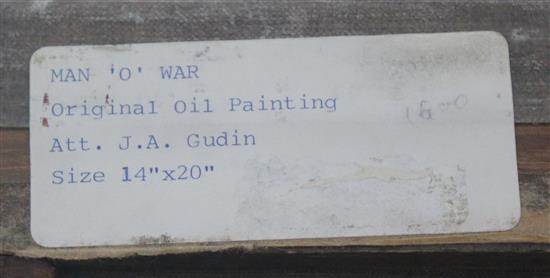 MAN 'O' WAR
Original Oil Painting
Att. J.A. Gudin
Size 14"x20"